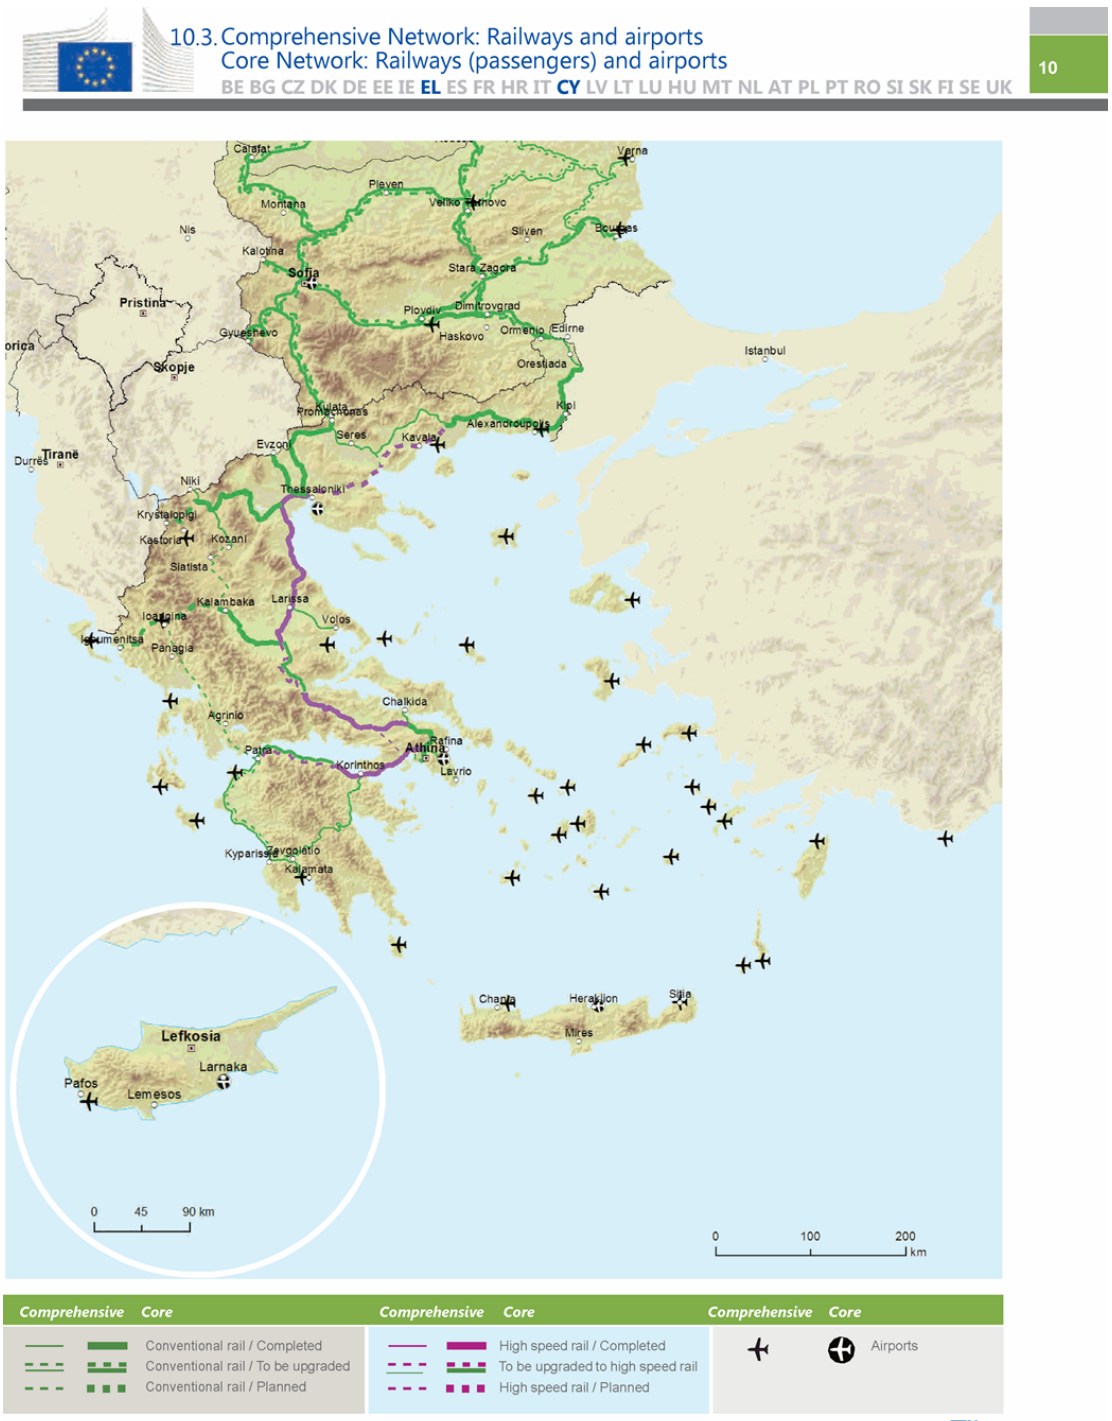 10.3. Comprehensive Network: Railways and airports
Core Network: Railways (passengers) and airports
BE BG CZ DK DE EE IE EL ES FR HR IT CY LV LT LU HU MT NL AT PL PT RO SI SK FI SE UK
10
Calafat
Varna
Pleven
Montana
Veliko
Nis
Sliven
Kalotina
Sofia
Stara Zagora
Pristina
Plovdiv
Dimitrovgrad
Gyueshevo
Haskovo
Ormenio / Edirne
orica
Istanbul
Skopje
Orestiada
Kulata
Promachonas
Kipi
Alexandroupolis
Seres
Kavala
Evzoni
Tiranë
Durrës
Niki
Thessaloniki
Krystalopigi
Kastoria
Kozani
Siatista
Kalambaka
Larissa
Ioannina
Volos
Igoumenitsa
Panagia
Chalkida
Agrinio
Rafina
Athina
Patra
Korinthos
Lavrio
Kyparissia
Zevgolatio
Kalamata
Chania
Heraklion
Sitia
Mires
Lefkosia
Larnaka
Pafos
Lemesos
0 45 90 km
0 100 200
km
Comprehensive Core Comprehensive Core Comprehensive Core
Conventional rail / Completed High speed rail / Completed Airports
Conventional rail / To be upgraded To be upgraded to high speed rail
Conventional rail / Planned High speed rail / Planned